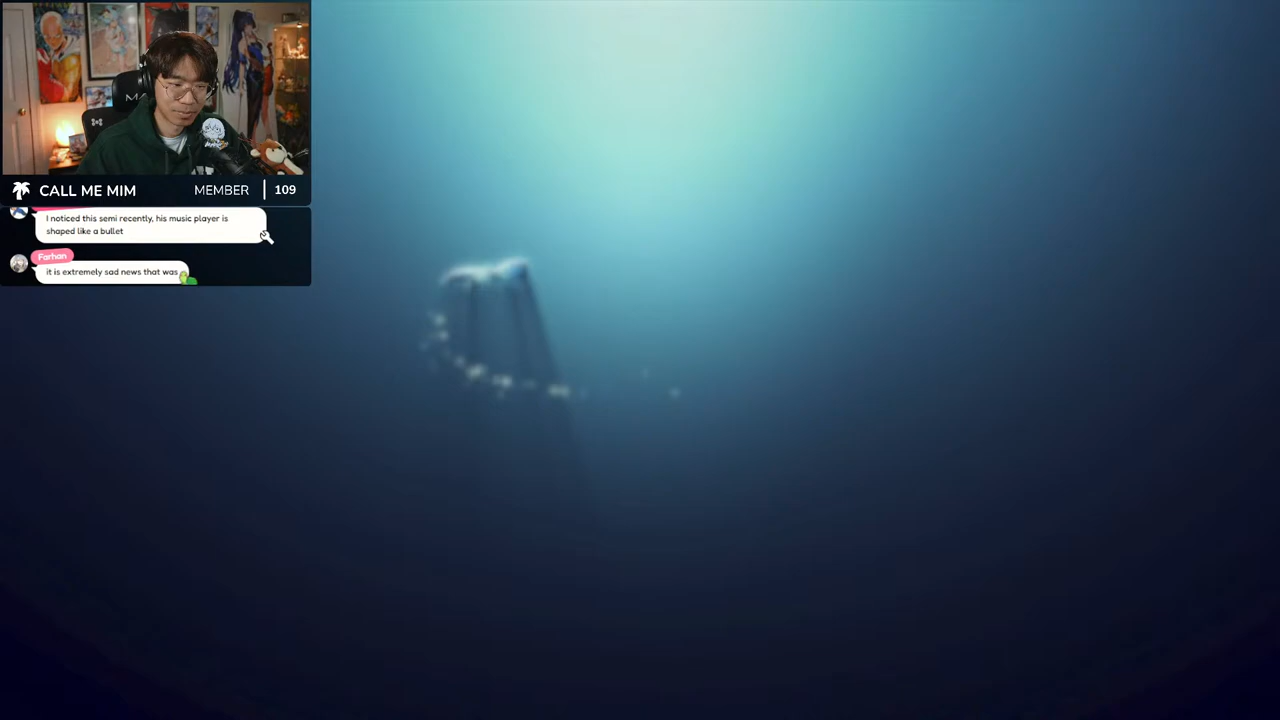 CALL ME MIM
MEMBER
109
I noticed this semi recently, his music player is
shaped like a bullet
Farhan
it is extremely sad news that was